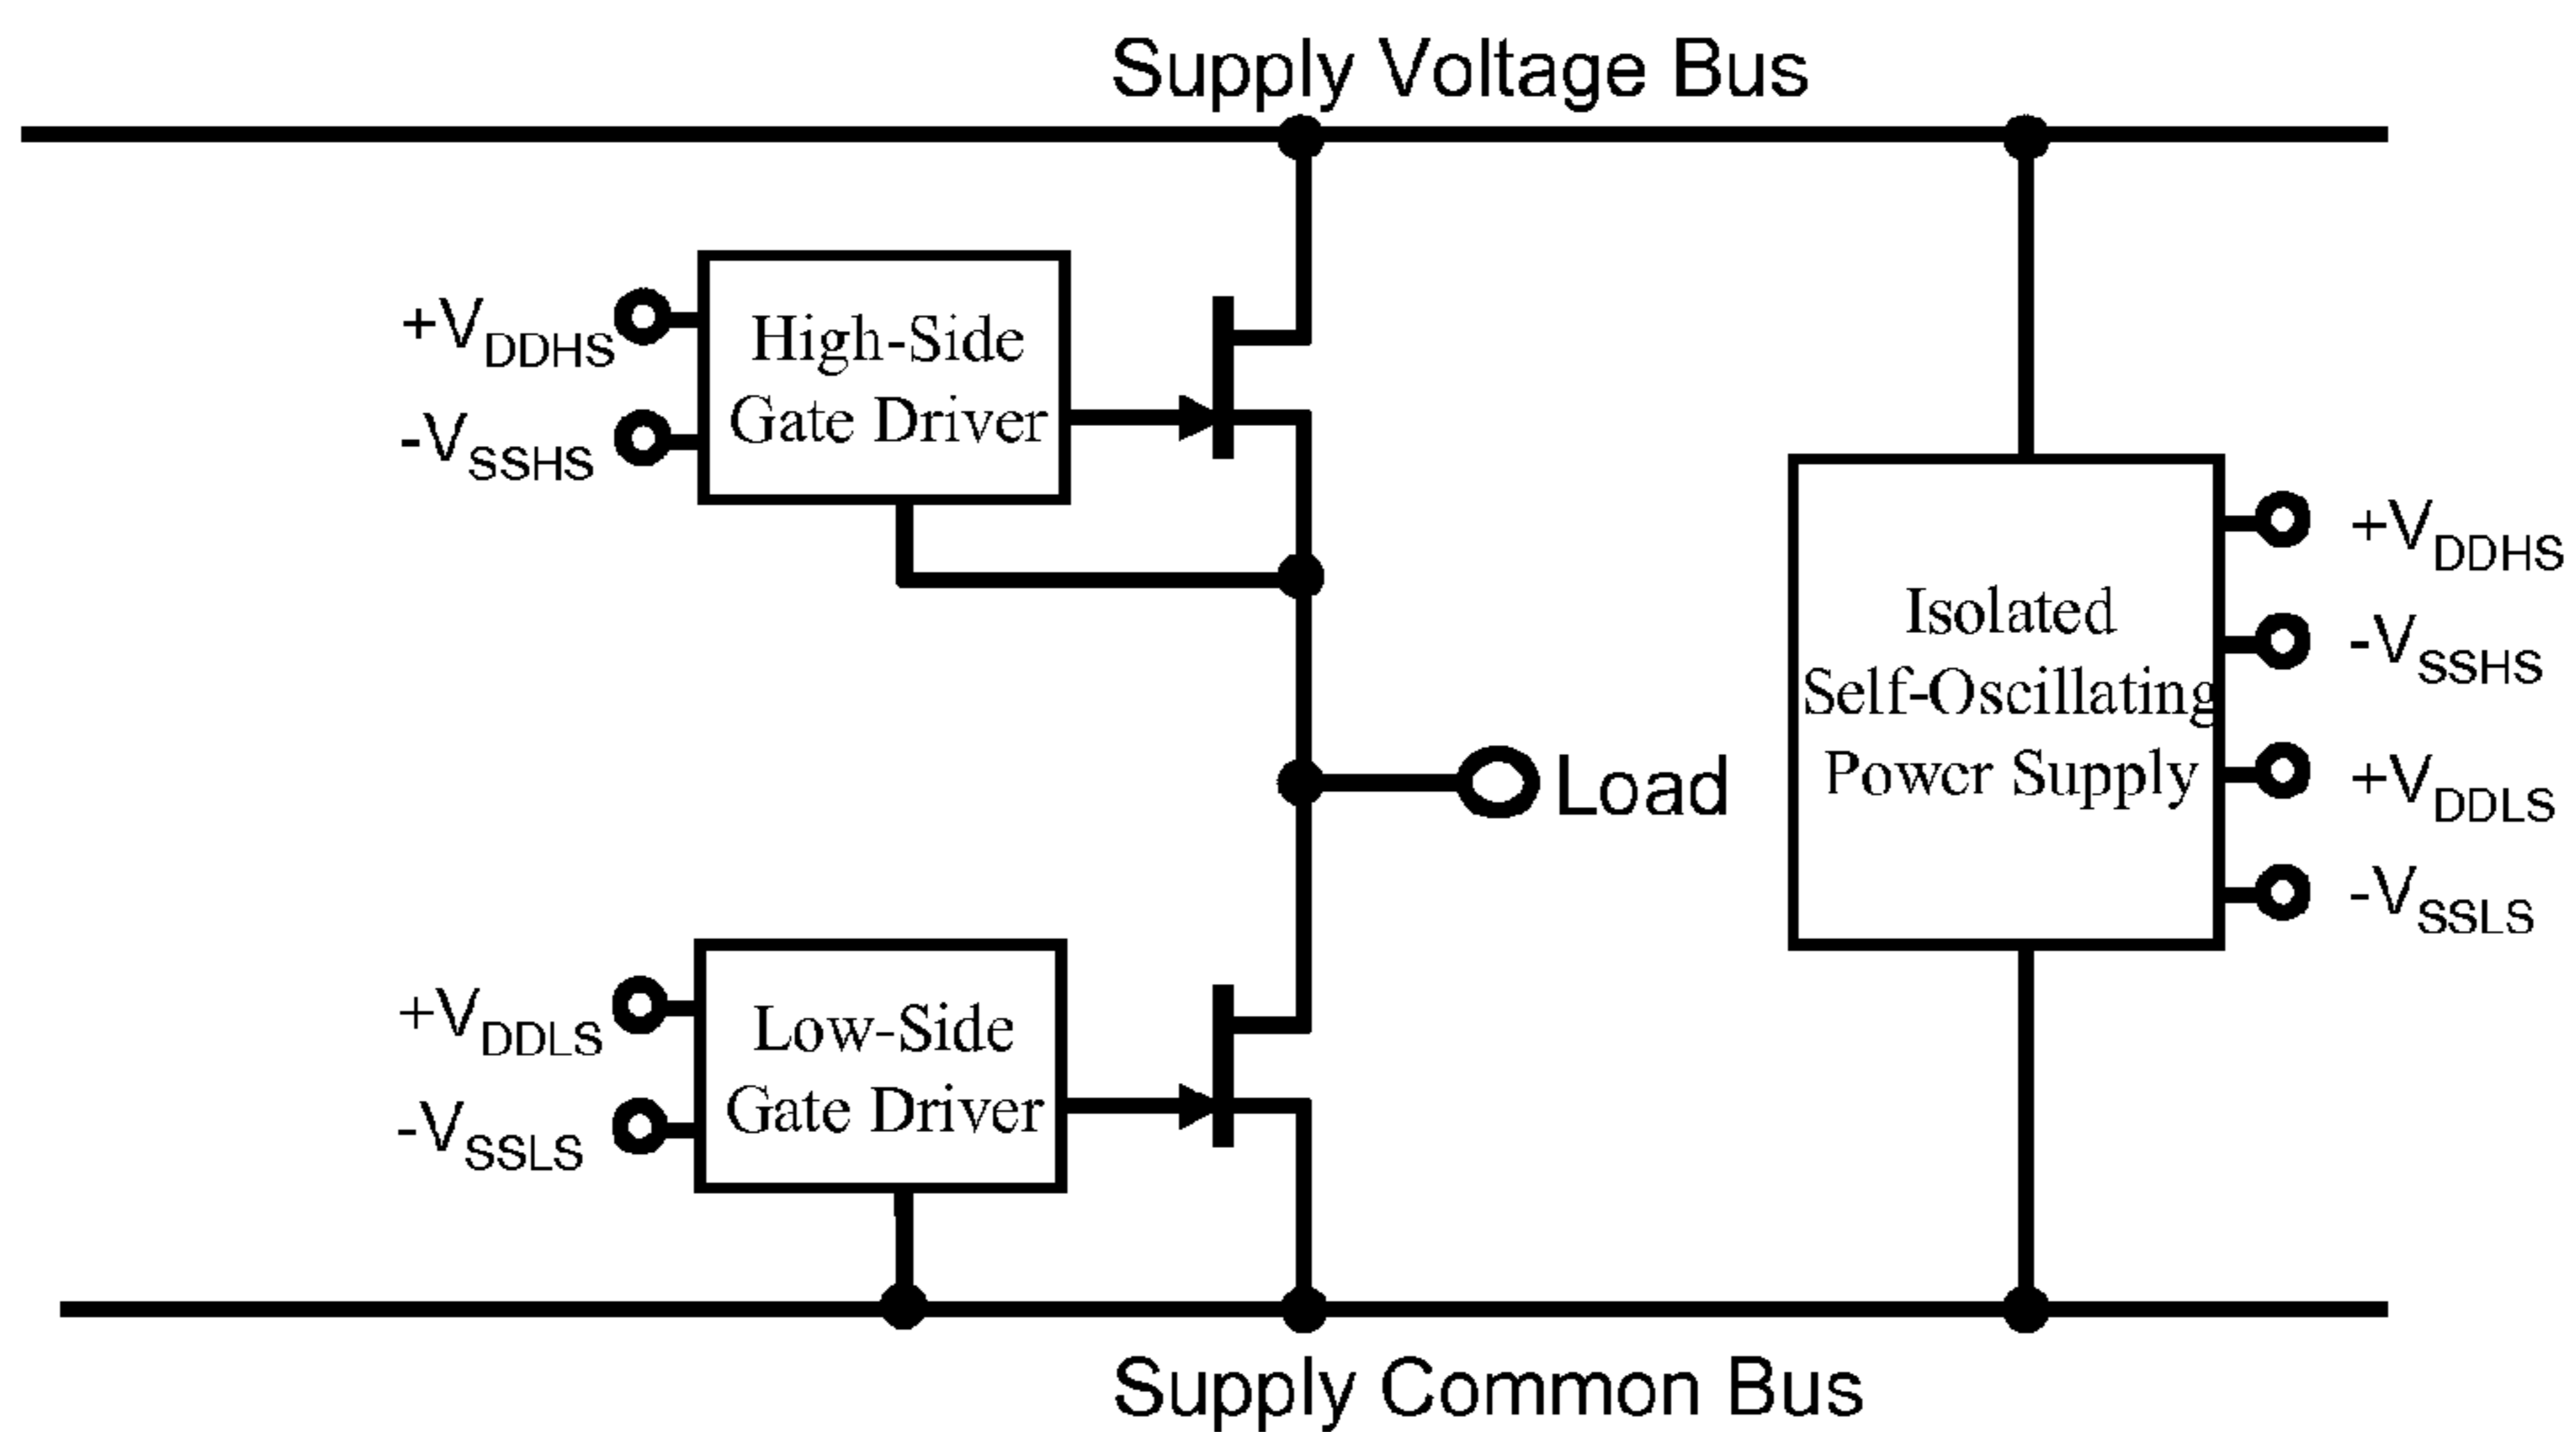 Supply Voltage Bus
+VDDHS
-VSSHS
High-Side
Gate Driver
+VDDHS
-VSSHS
+VDDLS
-VSSLS
Isolated
Self-Oscillating
Power Supply
Load
+VDDLS
-VSSLS
Low-Side
Gate Driver
Supply Common Bus